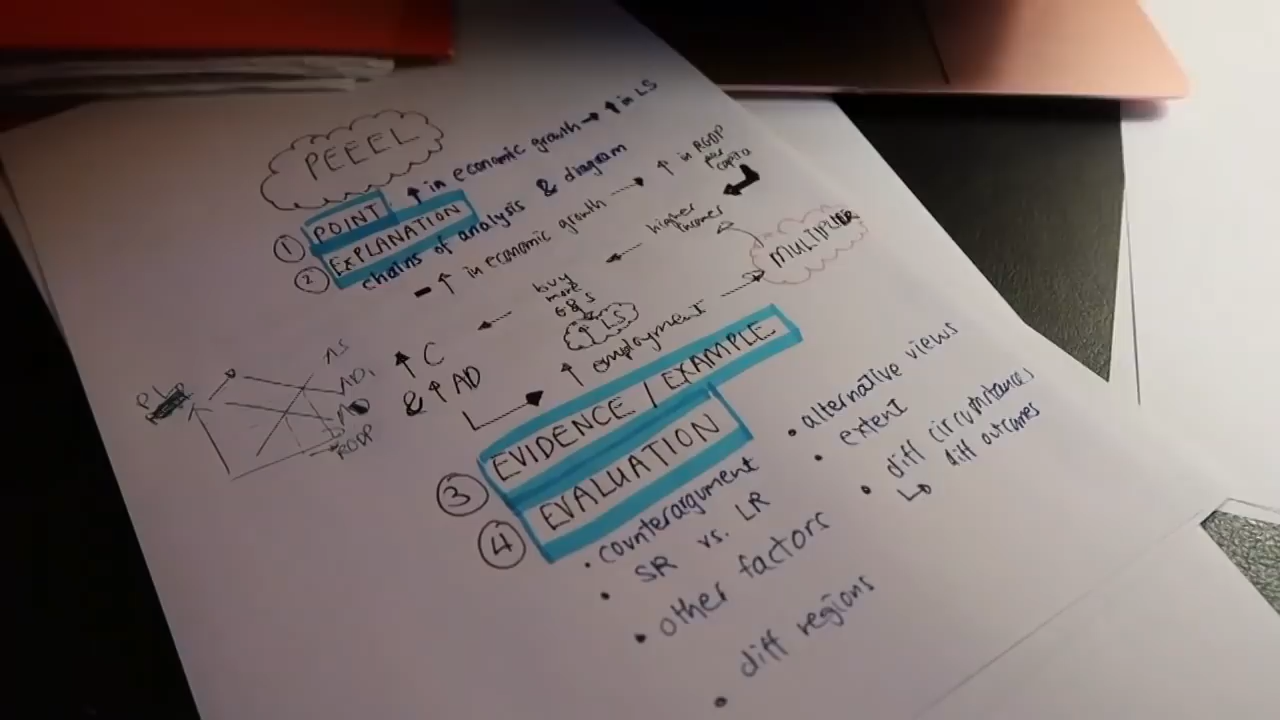 PEEEL
① POINT: ↑ in economic growth → ↑ in LS
② EXPLANATION
chains of analysis & diagram
- ↑ in economic growth → ↑ in RGDP per capita
higher incomes
MULTIPLIER
buy more G&S
↑ LS
↑ C
& ↑ AD
↑ employment
PL
AS
AD₁
AD
RGDP
③ EVIDENCE / EXAMPLE
④ EVALUATION
• counterargument
• SR vs. LR
• other factors
• diff regions
• alternative views
• extent
• diff circumstances
↳ diff outcomes